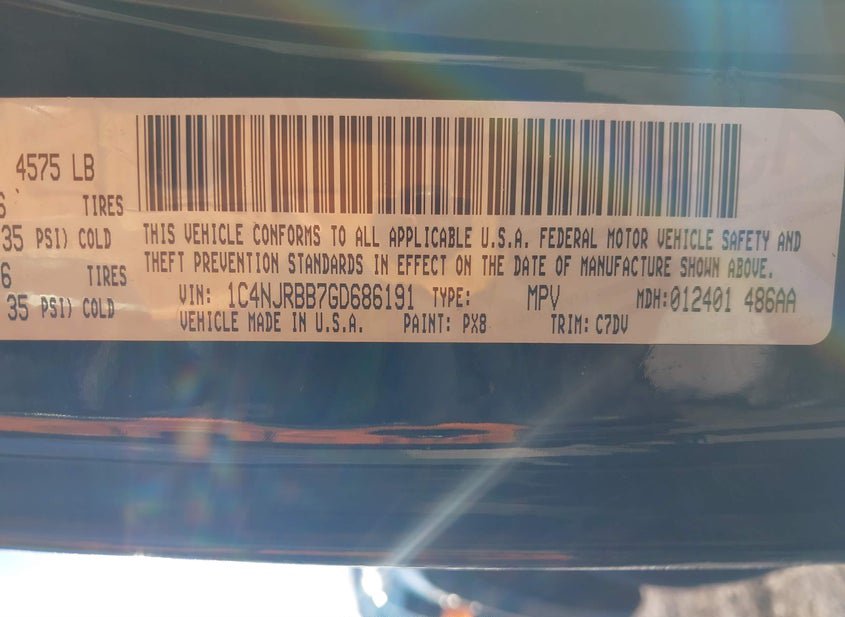 4575 LB
6 TIRES
35 PSI) COLD
6 TIRES
35 PSI) COLD
THIS VEHICLE CONFORMS TO ALL APPLICABLE U.S.A. FEDERAL MOTOR VEHICLE SAFETY AND
THEFT PREVENTION STANDARDS IN EFFECT ON THE DATE OF MANUFACTURE SHOWN ABOVE.
VIN: 1C4NJRBB7GD686191 TYPE: MPV MDH:012401 486AA
VEHICLE MADE IN U.S.A. PAINT: PX8 TRIM: C7DV